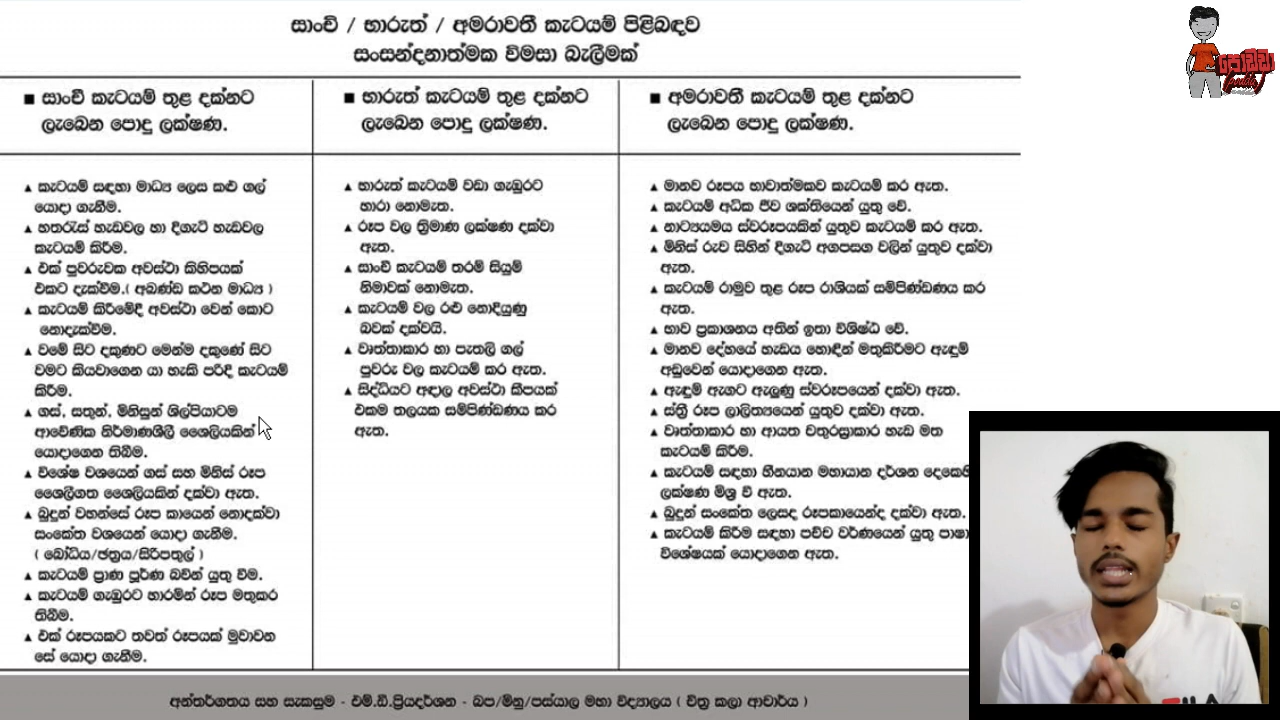 සාංචි / භාරුත් / අමරාවතී කැටයම් පිළිබඳව
සංසන්දනාත්මක විමසා බැලීමක්
■ සාංචි කැටයම් තුළ දක්නට
ලැබෙන පොදු ලක්ෂණ.
▲ කැටයම් සඳහා මාධ්‍ය ලෙස කළු ගල්
යොදා ගැනීම.
▲ හතරැස් හැඩවල හා දිගැටි හැඩවල
කැටයම් කිරීම.
▲ එක් පුවරුවක අවස්ථා කිහිපයක්
එකට දැක්වීම.( අඛණ්ඩ කථන මාධ්‍ය )
▲ කැටයම් කිරීමේදී අවස්ථා වෙන් කොට
නොදැක්වීම.
▲ වමේ සිට දකුණට මෙන්ම දකුණේ සිට
වමට කියවාගෙන යා හැකි පරිදි කැටයම්
කිරීම.
▲ ගස්, සතුන්, මිනිසුන් ශිල්පියාටම
ආවේණික නිර්මාණශීලී ශෛලියකින්
යොදාගෙන තිබීම.
▲ විශේෂ වශයෙන් ගස් සහ මිනිස් රූප
ශෛලීගත ශෛලියකින් දක්වා ඇත.
▲ බුදුන් වහන්සේ රූප කායෙන් නොදක්වා
සංකේත වශයෙන් යොදා ගැනීම.
( බෝධිය/ඡත්‍රය/සිරිපතුල් )
▲ කැටයම් ප්‍රාණ පූර්ණ බවින් යුතු වීම.
▲ කැටයම් ගැඹුරට හාරමින් රූප මතුකර
තිබීම.
▲ එක් රූපයකට තවත් රූපයක් මුවාවන
සේ යොදා ගැනීම.
■ භාරුත් කැටයම් තුළ දක්නට
ලැබෙන පොදු ලක්ෂණ.
▲ භාරුත් කැටයම් වඩා ගැඹුරට
හාරා නොමැත.
▲ රූප වල ත්‍රිමාණ ලක්ෂණ දක්වා
ඇත.
▲ සාංචි කැටයම් තරම් සියුම්
නිමාවක් නොමැත.
▲ කැටයම් වල රළු නොදියුණු
බවක් දක්වයි.
▲ වෘත්තාකාර හා පැතලි ගල්
පුවරු වල කැටයම් කර ඇත.
▲ සිද්ධියට අඳාල අවස්ථා කීපයක්
එකම තලයක සම්පිණ්ඩණය කර
ඇත.
■ අමරාවතී කැටයම් තුළ දක්නට
ලැබෙන පොදු ලක්ෂණ.
▲ මානව රූපය භාවාත්මකව කැටයම් කර ඇත.
▲ කැටයම් අධික ජීව ශක්තියෙන් යුතු වේ.
▲ නාට්‍යයමය ස්වරූපයකින් යුතුව කැටයම් කර ඇත.
▲ මිනිස් රුව සිහින් දිගැටි අගපසග වලින් යුතුව දක්වා
ඇත.
▲ කැටයම් රාමුව තුළ රූප රාශියක් සම්පිණ්ඩණය කර
ඇත.
▲ භාව ප්‍රකාශනය අතින් ඉතා විශිෂ්ඨ වේ.
▲ මානව දේහයේ හැඩය හොඳින් මතුකිරීමට ඇඳුම්
අඩුවෙන් යොදාගෙන ඇත.
▲ ඇඳුම් ඇඟට ඇලුණු ස්වරූපයෙන් දක්වා ඇත.
▲ ස්ත්‍රී රූප ලාලිත්‍යයෙන් යුතුව දක්වා ඇත.
▲ වෘත්තාකාර හා ආයත චතුරස්‍රාකාර හැඩ මත
කැටයම් කිරීම.
▲ කැටයම් සඳහා හීනයාන මහායාන දර්ශන
ලක්ෂණ මිශ්‍ර වී ඇත.
▲ බුදුන් සංකේත ලෙසද රූපකායෙන්ද දක්වා ඇත.
▲ කැටයම් කිරීම සඳහා පච්ච වර්ණයෙන් යුතු
විශේෂයක් යොදාගෙන ඇත.
අන්තර්ගතය සහ සැකසුම - එම්.ඩී.ප්‍රියදර්ශන - බප/මිනු/පස්යාල මහා විද්‍යාලය ( චිත්‍ර කලා ආචාර්ය )
පොඩ්ඩා